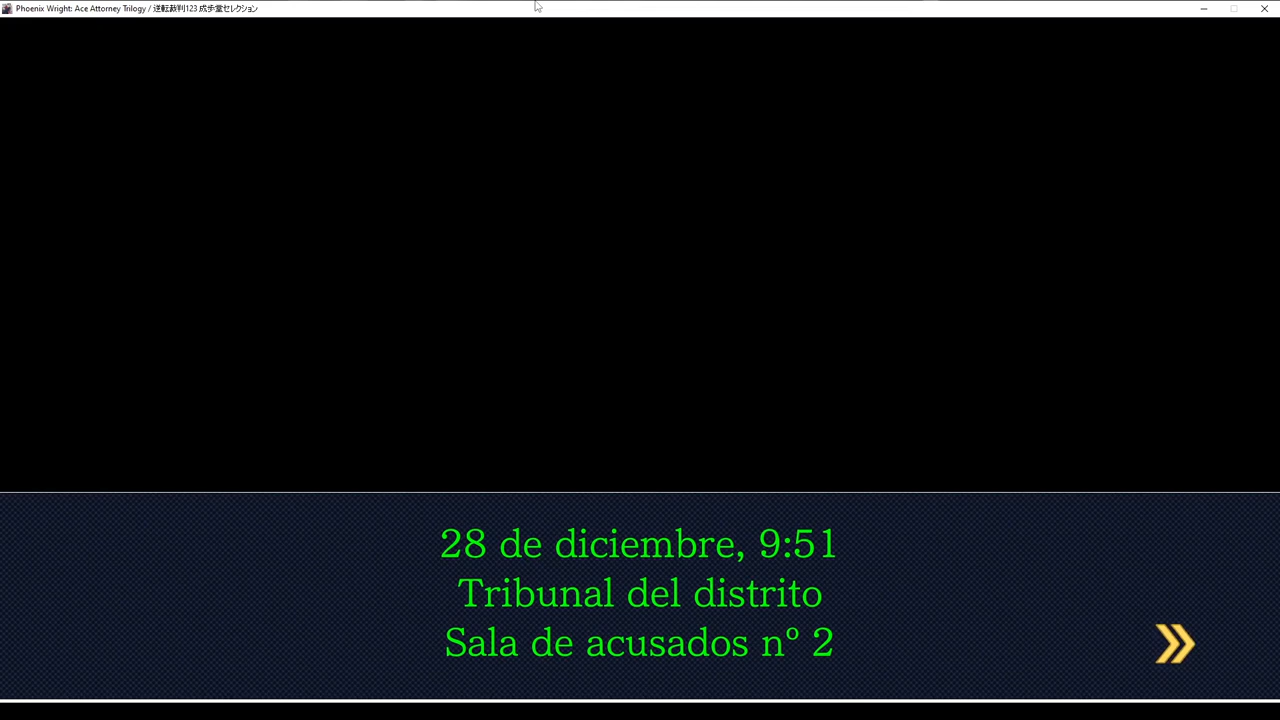 Phoenix Wright: Ace Attorney Trilogy / 逆転裁判123 成歩堂セレクション
28 de diciembre, 9:51
Tribunal del distrito
Sala de acusados nº 2